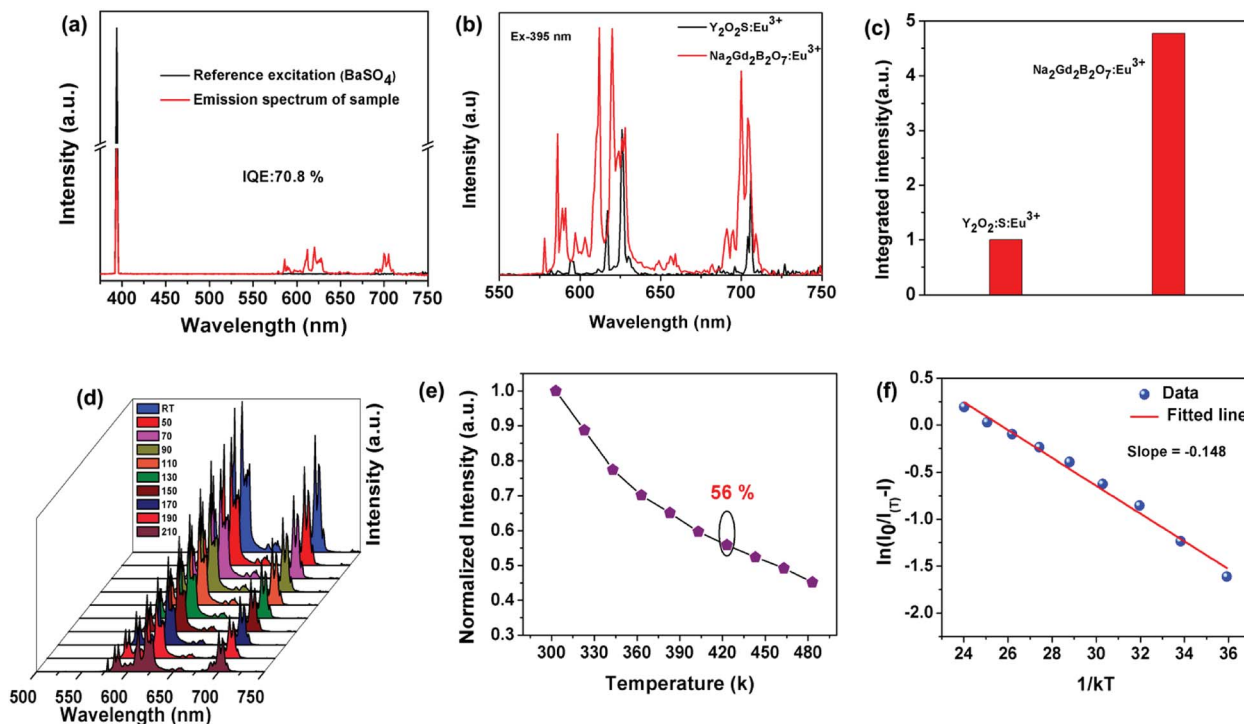 (a)
Intensity (a.u.)
Reference excitation (BaSO₄)
Emission spectrum of sample
IQE:70.8 %
400 450 500 550 600 650 700 750
Wavelength (nm)
(b)
Intensity (a.u)
Ex-395 nm
Y₂O₂S:Eu³⁺
Na₂Gd₂B₂O₇:Eu³⁺
550 600 650 700 750
Wavelength (nm)
(c)
Integrated intensity(a.u.)
5
4
3
2
1
0
Y₂O₂:S:Eu³⁺
Na₂Gd₂B₂O₇:Eu³⁺
(d)
RT
50
70
90
110
130
150
170
190
210
Intensity (a.u.)
500 550 600 650 700 750
Wavelength (nm)
(e)
Normalized Intensity (a.u.)
1.0
0.9
0.8
0.7
0.6
0.5
0.4
0.3
56 %
300 330 360 390 420 450 480
Temperature (k)
(f)
ln(I0/I(T)-I)
0.5
0.0
-0.5
-1.0
-1.5
-2.0
Data
Fitted line
Slope = -0.148
24 26 28 30 32 34 36
1/kT